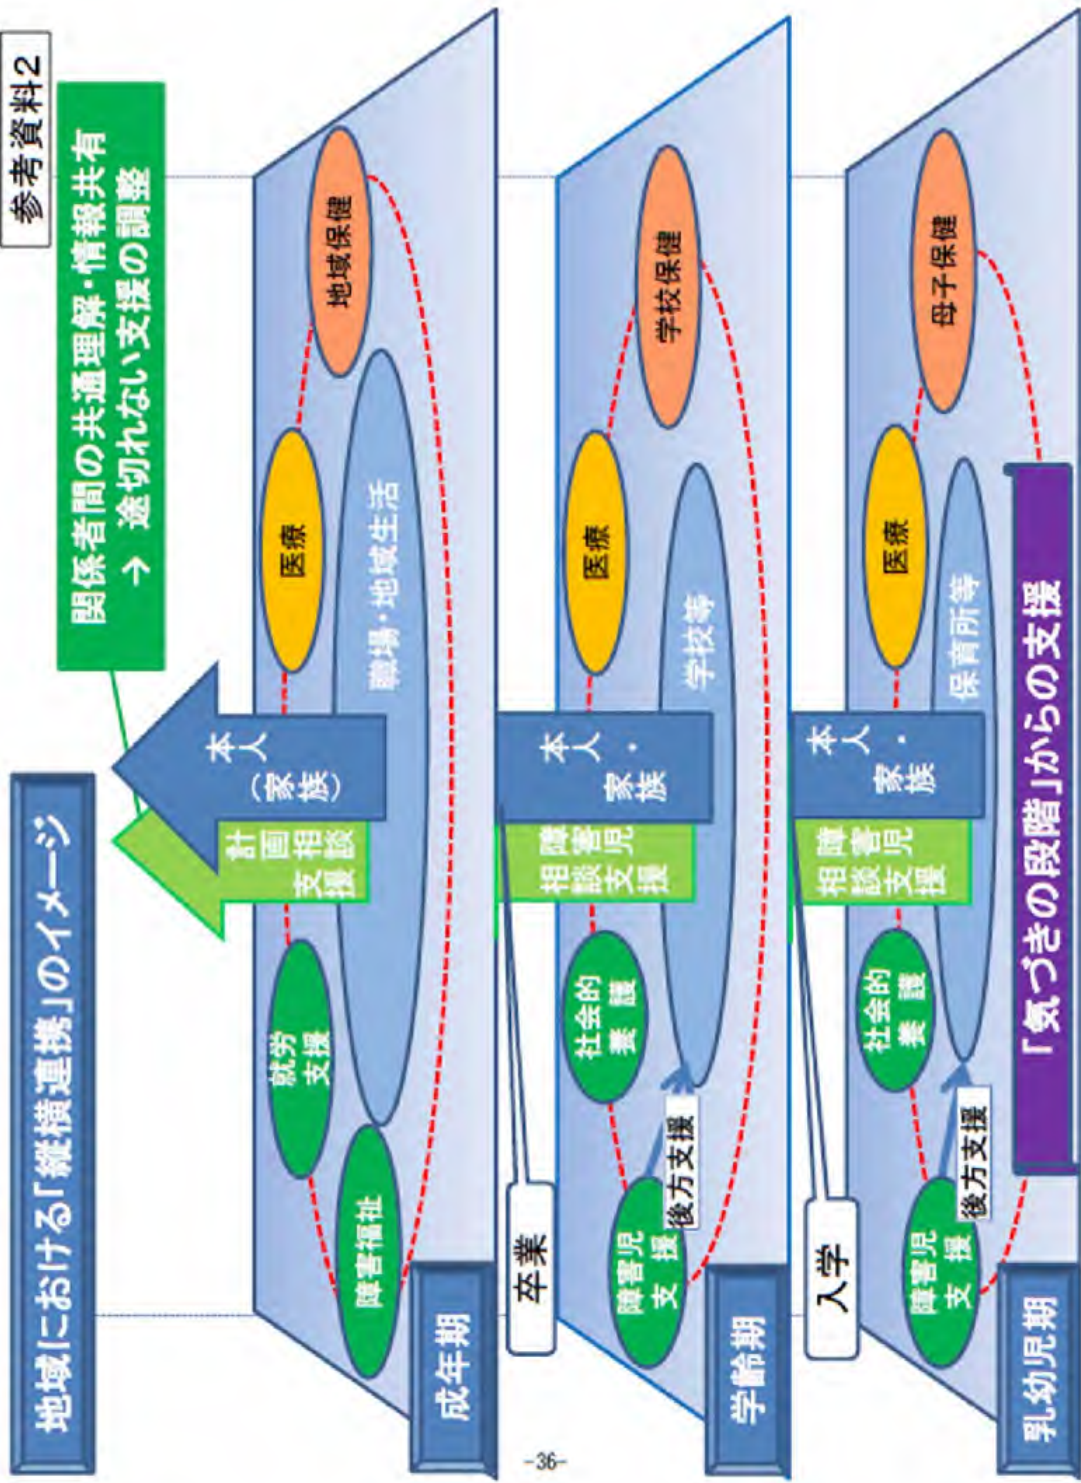 参考資料2
地域における「縦横連携」のイメージ
関係者間の共通理解・情報共有
→ 途切れない支援の調整
成年期
障害福祉
就労
支援
計画相談
支援
本人
(家族)
医療
職場・地域生活
地域保健
卒業
学齢期
障害児
支 援
後方支援
社会的
養 護
障害児
相談支援
本人・
家族
医療
学校等
学校保健
入学
乳幼児期
障害児
支 援
後方支援
社会的
養 護
障害児
相談支援
本人・
家族
医療
保育所等
母子保健
「気づきの段階」からの支援
-36-